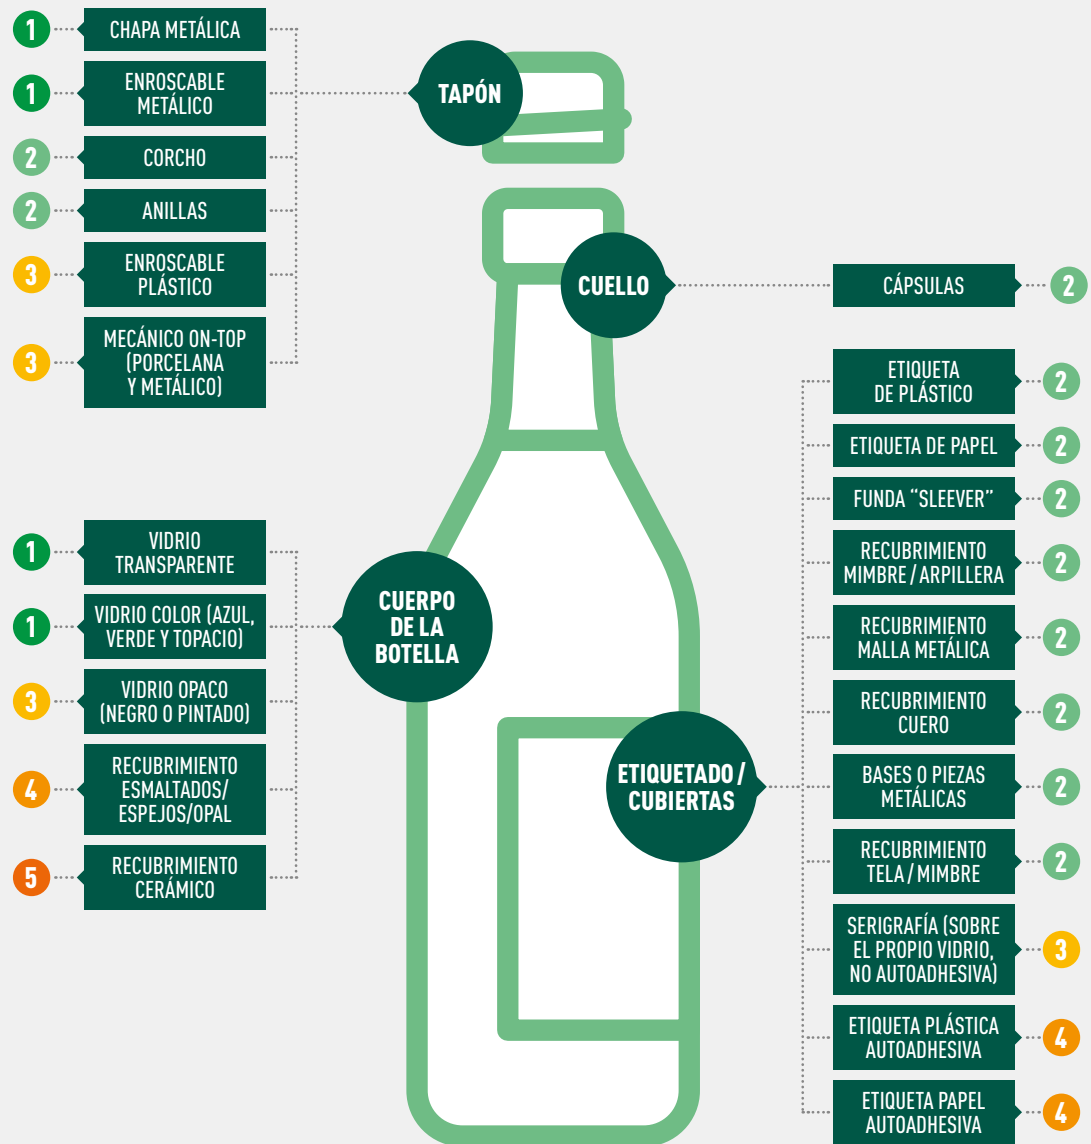 1
CHAPA METÁLICA
1
ENROSCABLE
METÁLICO
2
CORCHO
2
ANILLAS
3
ENROSCABLE
PLÁSTICO
3
MECÁNICO ON-TOP
(PORCELANA
Y METÁLICO)
TAPÓN
CUELLO
CÁPSULAS
2
1
VIDRIO
TRANSPARENTE
1
VIDRIO COLOR (AZUL,
VERDE Y TOPACIO)
3
VIDRIO OPACO
(NEGRO O PINTADO)
4
RECUBRIMIENTO
ESMALTADOS/
ESPEJOS/OPAL
5
RECUBRIMIENTO
CERÁMICO
CUERPO
DE LA
BOTELLA
ETIQUETADO /
CUBIERTAS
ETIQUETA
DE PLÁSTICO
2
ETIQUETA DE PAPEL
2
FUNDA “SLEEVER”
2
RECUBRIMIENTO
MIMBRE / ARPILLERA
2
RECUBRIMIENTO
MALLA METÁLICA
2
RECUBRIMIENTO
CUERO
2
BASES O PIEZAS
METÁLICAS
2
RECUBRIMIENTO
TELA / MIMBRE
2
SERIGRAFÍA (SOBRE
EL PROPIO VIDRIO,
NO AUTOADHESIVA)
3
ETIQUETA PLÁSTICA
AUTOADHESIVA
4
ETIQUETA PAPEL
AUTOADHESIVA
4